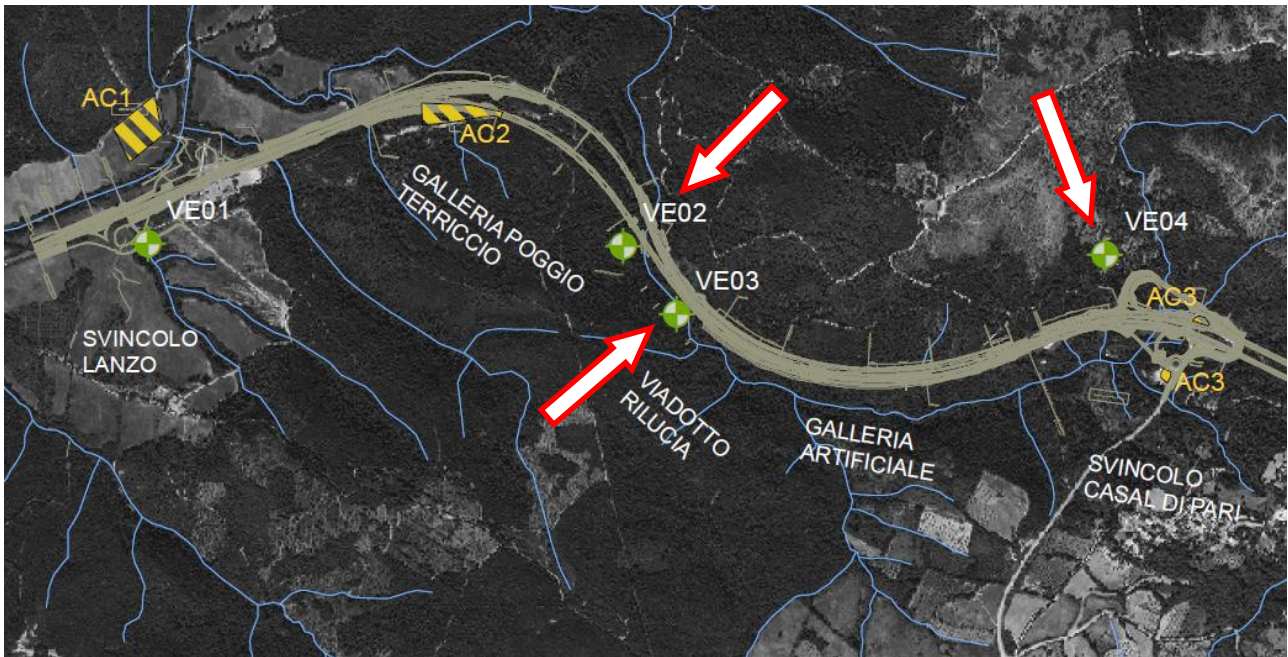 AC1
AC2
VE01
GALLERIA POGGIO
TERRICCIO
VE02
VE04
VE03
AC3
SVINCOLO
LANZO
VIADOTTO
RILUCIA
AC3
GALLERIA
ARTIFICIALE
SVINCOLO
CASAL DI PARI